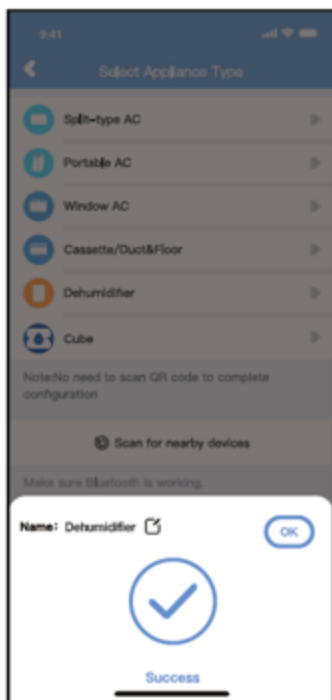 9:41
Select Appliance Type
Split-type AC
Portable AC
Window AC
Cassette/Duct&Floor
Dehumidifier
Cube
Note:No need to scan QR code to complete
configuration
Scan for nearby devices
Make sure Bluetooth is working.
Name: Dehumidifier
OK
Success